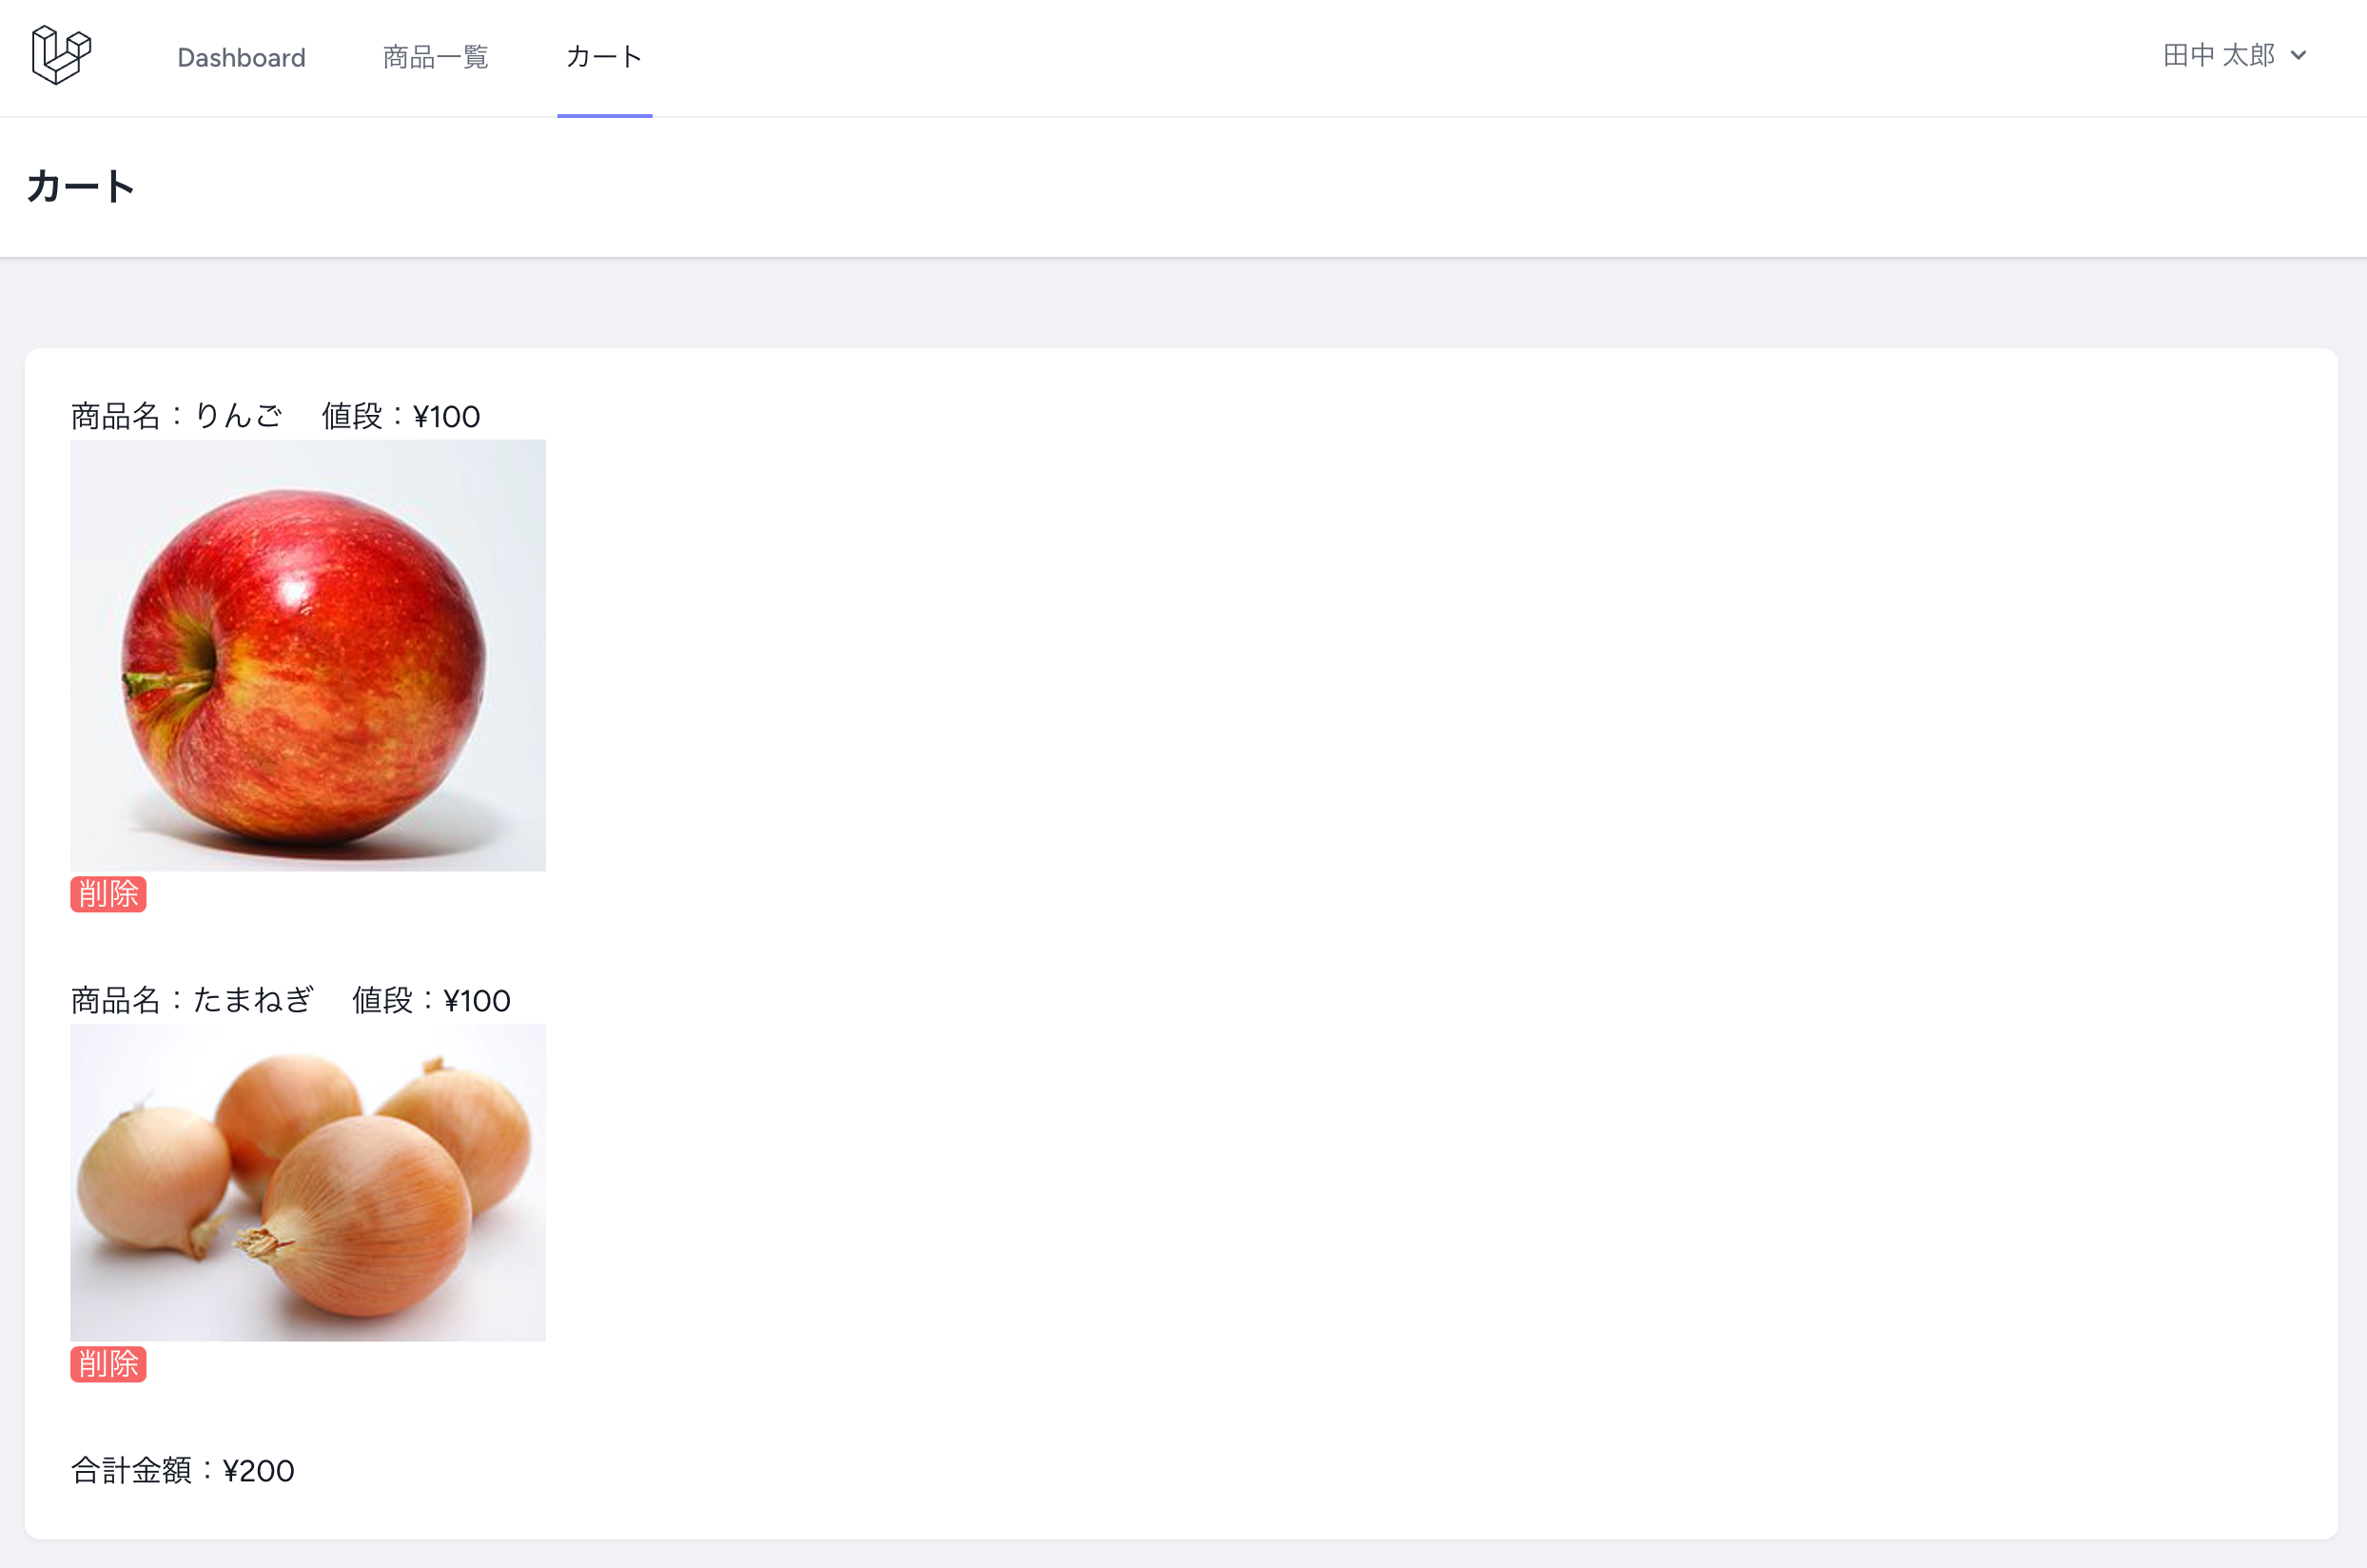 Dashboard 商品一覧 カート 田中 太郎
カート
商品名：りんご　値段：¥100
削除
商品名：たまねぎ　値段：¥100
削除
合計金額：¥200